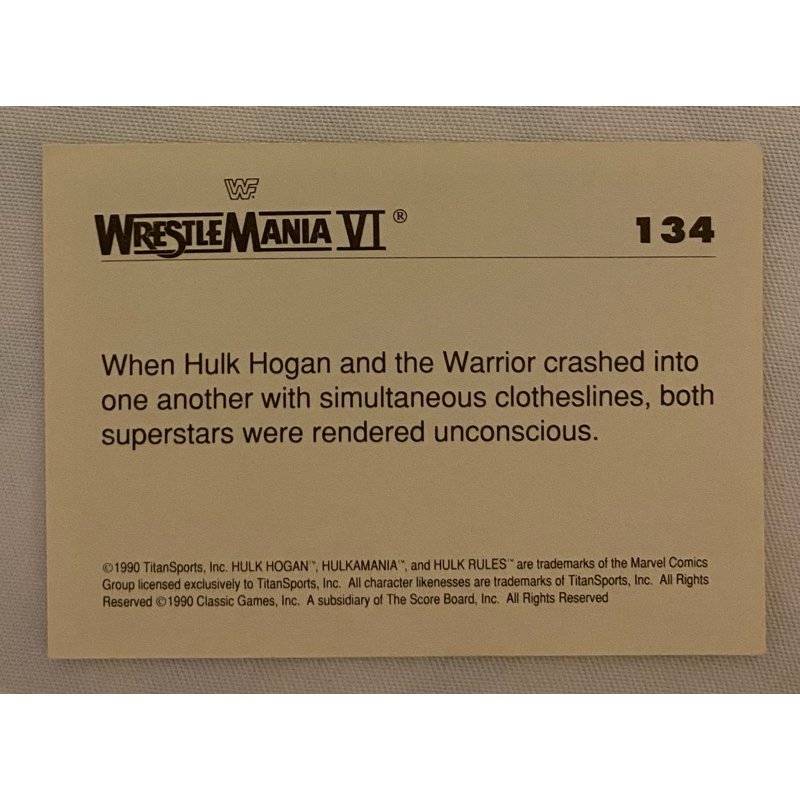 WF
WRESTLEMANIA VI ®
134
When Hulk Hogan and the Warrior crashed into
one another with simultaneous clotheslines, both
superstars were rendered unconscious.
©1990 TitanSports, Inc. HULK HOGAN™, HULKAMANIA™, and HULK RULES™ are trademarks of the Marvel Comics
Group licensed exclusively to TitanSports, Inc. All character likenesses are trademarks of TitanSports, Inc. All Rights
Reserved ©1990 Classic Games, Inc. A subsidiary of The Score Board, Inc. All Rights Reserved